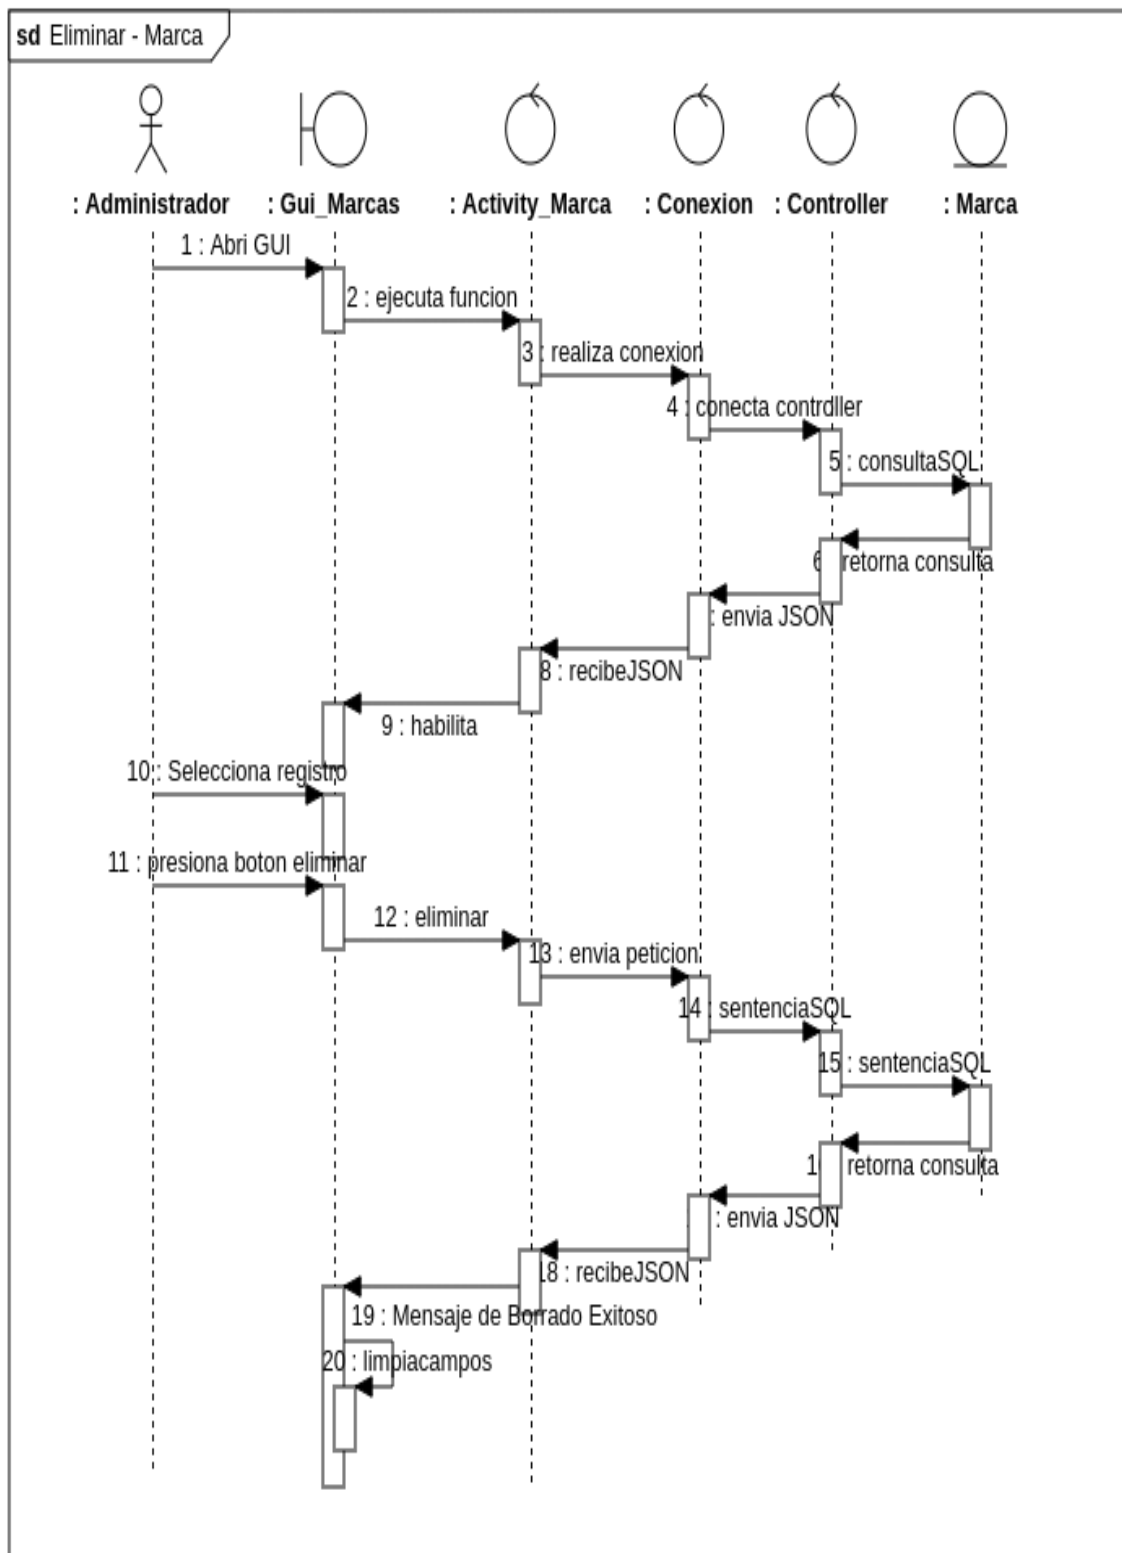 sd Eliminar - Marca
: Administrador
: Gui_Marcas
: Activity_Marca
: Conexion
: Controller
: Marca
1 : Abri GUI
2 : ejecuta funcion
3 : realiza conexion
4 : conecta controller
5 : consultaSQL
6 retorna consulta
: envia JSON
8 : recibeJSON
9 : habilita
10 : Selecciona registro
11 : presiona boton eliminar
12 : eliminar
13 : envia peticion
14 : sentenciaSQL
15 : sentenciaSQL
retorna consulta
: envia JSON
18 : recibeJSON
19 : Mensaje de Borrado Exitoso
20 : limpiacampos